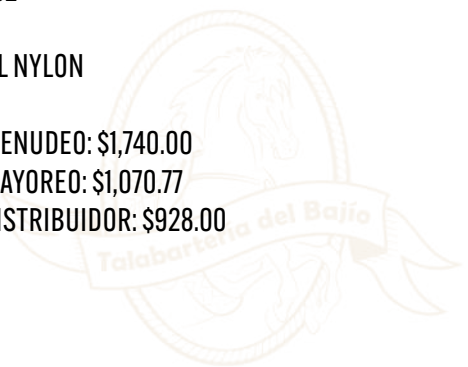 L NYLON
ENUDEO: $1,740.00
AYOREO: $1,070.77
ISTRIBUIDOR: $928.00
Talabartería del Bajío